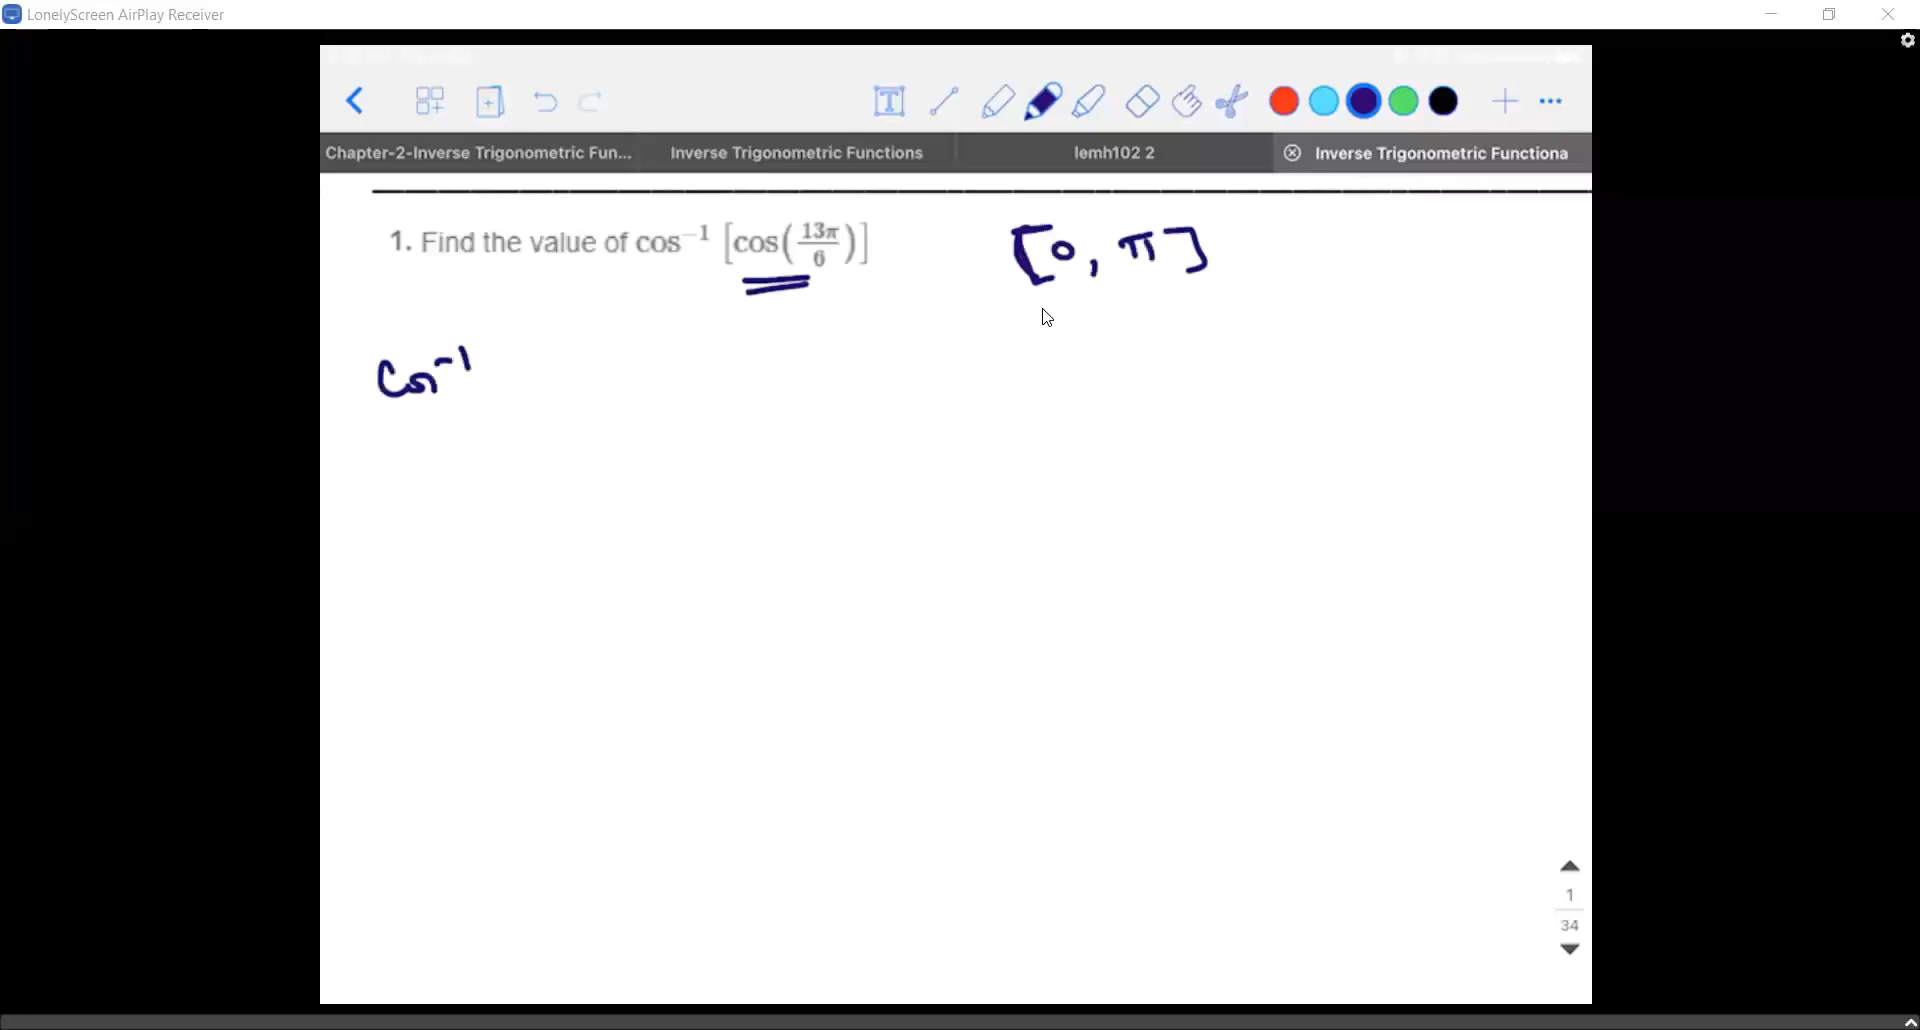 LonelyScreen AirPlay Receiver
Chapter-2-Inverse Trigonometric Fun... Inverse Trigonometric Functions lemh102 2 Inverse Trigonometric Functiona
1. Find the value of cos⁻¹ [cos(13π/6)] [0, π]
Cos⁻¹
1
34